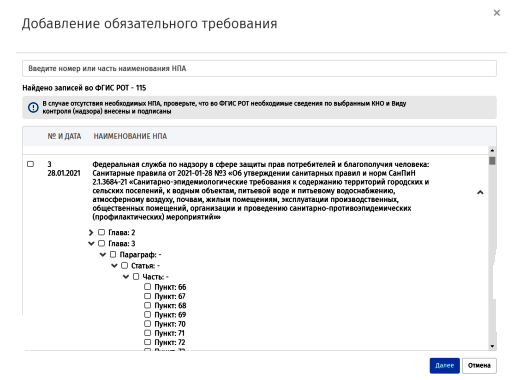 Добавление обязательного требования
×
Введите номер или часть наименования НПА
Найдено записей во ФГИС РОТ - 115
В случае отсутствия необходимых НПА, проверьте, что во ФГИС РОТ необходимые сведения по выбранным КНО и Виду
контроля (надзора) внесены и подписаны
№ И ДАТА НАИМЕНОВАНИЕ НПА
3
28.01.2021
Федеральная служба по надзору в сфере защиты прав потребителей и благополучия человека:
Санитарные правила от 2021-01-28 №3 «Об утверждении санитарных правил и норм СанПиН
2.1.3684-21 «Санитарно-эпидемиологические требования к содержанию территорий городских и
сельских поселений, к водным объектам, питьевой воде и питьевому водоснабжению,
атмосферному воздуху, почвам, жилым помещениям, эксплуатации производственных,
общественных помещений, организации и проведению санитарно-противоэпидемических
(профилактических) мероприятий»»
Глава: 2
Глава: 3
Параграф: -
Статья: -
Часть: -
Пункт: 66
Пункт: 67
Пункт: 68
Пункт: 69
Пункт: 70
Пункт: 71
Пункт: 72
Далее Отмена